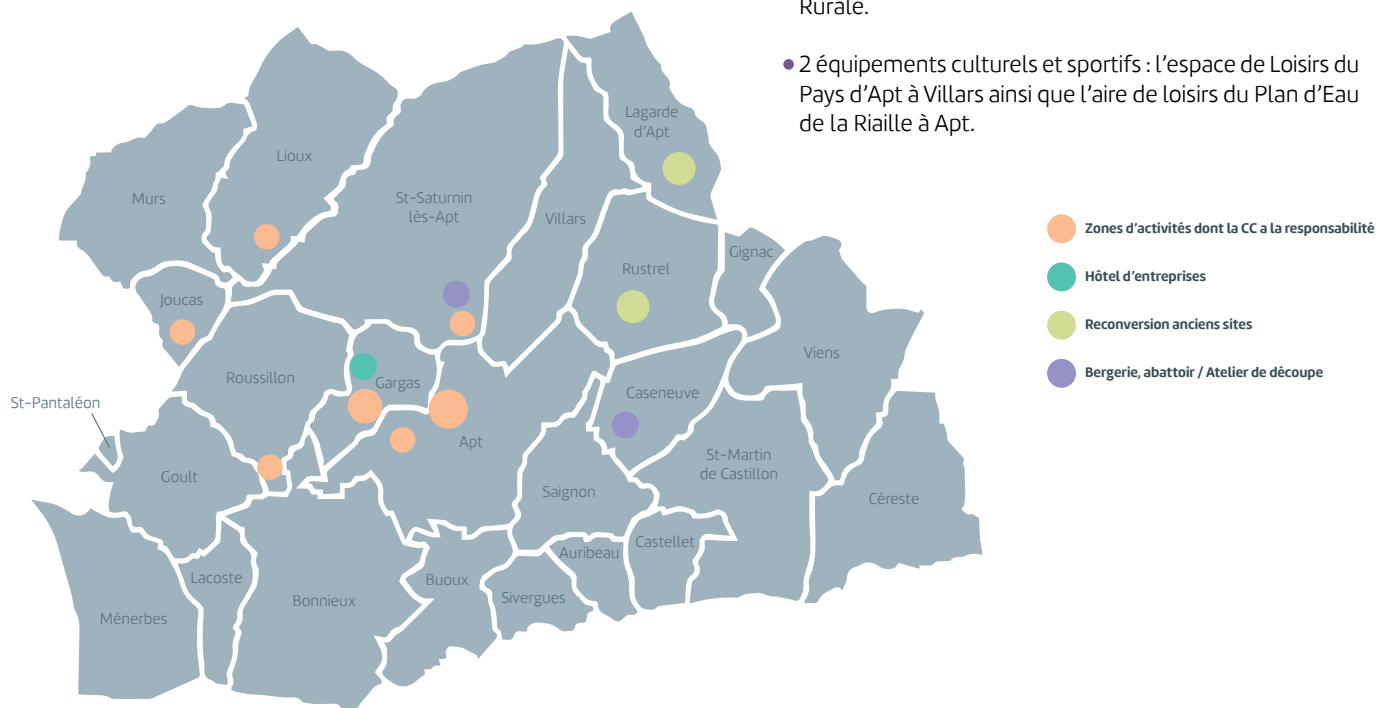 Rurale.
• 2 équipements culturels et sportifs : l’espace de Loisirs du
Pays d’Apt à Villars ainsi que l’aire de loisirs du Plan d’Eau
de la Riaille à Apt.
Lagarde
d’Apt
Lioux
Murs
St-Saturnin
lès-Apt
Villars
Gignac
Rustrel
Joucas
Viens
Roussillon
Gargas
Caseneuve
St-Pantaléon
Apt
St-Martin
de Castillon
Goult
Saignon
Céreste
Castellet
Auribeau
Lacoste
Buoux
Bonnieux
Sivergues
Ménerbes
Zones d’activités dont la CC a la responsabilité
Hôtel d’entreprises
Reconversion anciens sites
Bergerie, abattoir / Atelier de découpe